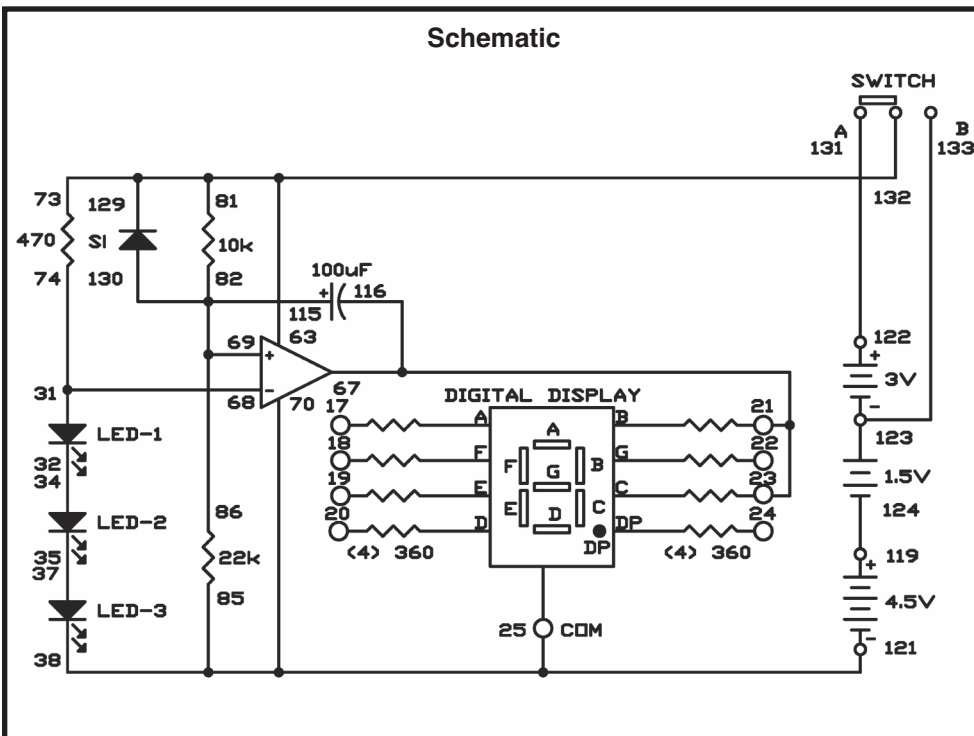 Schematic
SWITCH
A
131
B
133
132
73
470
74
129
SI
130
81
10k
82
100uF
+
115
116
63
69
+
-
68
67
70
31
LED-1
32
34
LED-2
35
37
LED-3
38
86
22k
85
DIGITAL DISPLAY
17
18
19
20
A
F
E
D
(4) 360
A
F
B
G
E
C
D
DP
B
G
C
DP
21
22
23
24
(4) 360
25
COM
122
+
3V
-
123
1.5V
124
119
+
4.5V
-
121